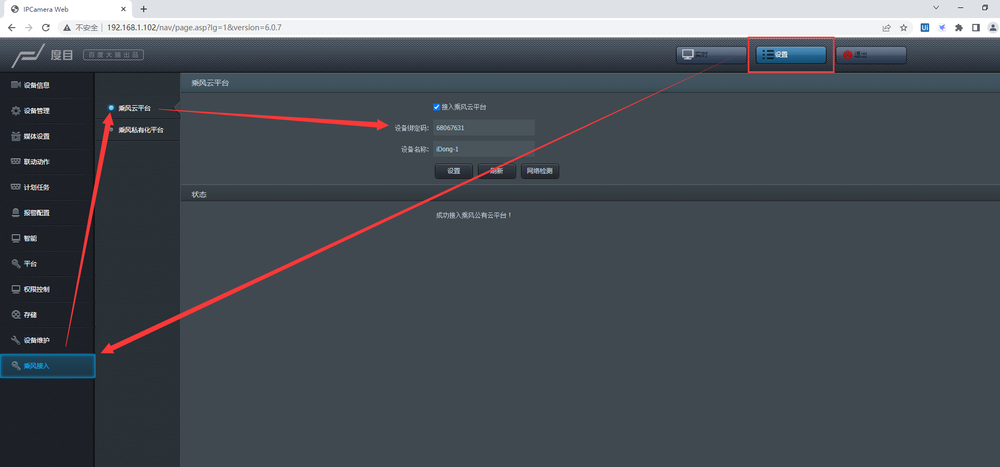 IPCamera Web
不安全
192.168.1.102/nav/page.asp?lg=1&version=6.0.7
Ui
度目
百度大脑出品
实时
设置
退出
设备信息
设备管理
媒体设置
联动动作
计划任务
报警配置
智能
平台
权限控制
存储
设备维护
乘风接入
乘风云平台
乘风私有化平台
乘风云平台
接入乘风云平台
设备绑定码: 68067631
设备名称: iDong-1
设置 刷新 网络检测
状态
成功接入乘风公有云平台！